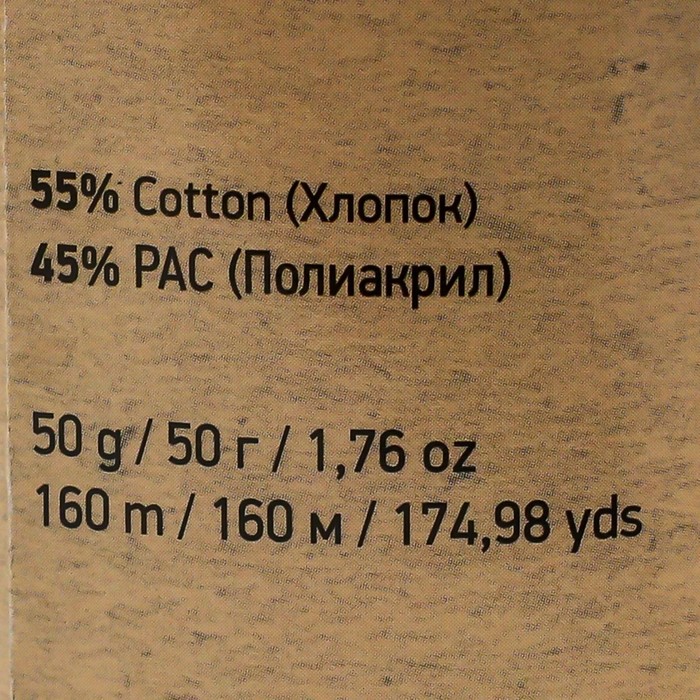 55% Cotton (Хлопок)
45% PAC (Полиакрил)
50 g / 50 г / 1,76 oz
160 m / 160 м / 174,98 yds